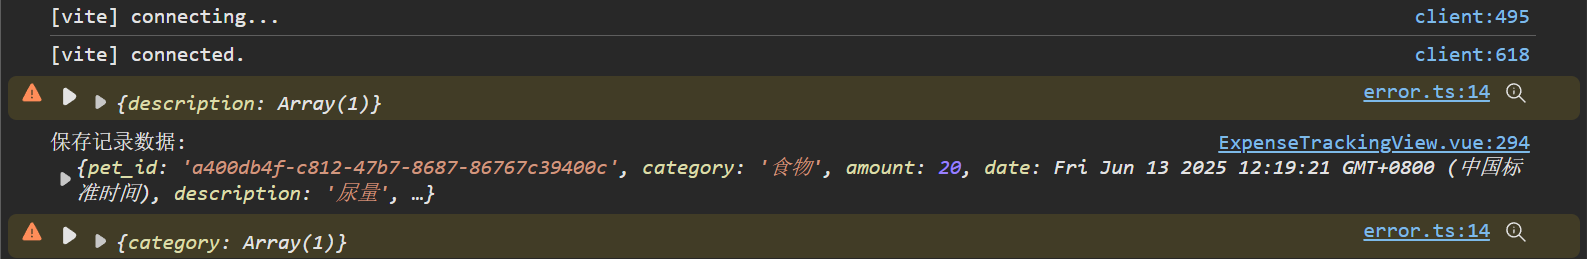 [vite] connecting... client:495
[vite] connected. client:618
{description: Array(1)} error.ts:14
保存记录数据: ExpenseTrackingView.vue:294
{pet_id: 'a400db4f-c812-47b7-8687-86767c39400c', category: '食物', amount: 20, date: Fri Jun 13 2025 12:19:21 GMT+0800 (中国标
准时间), description: '尿量', …}
{category: Array(1)} error.ts:14